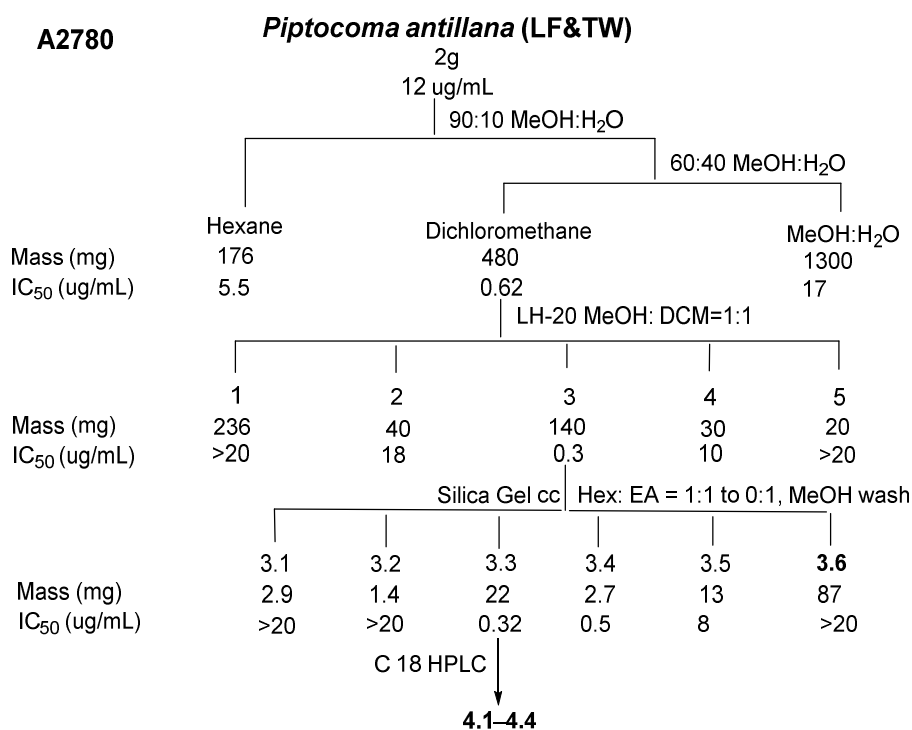 A2780
Piptocoma antillana (LF&TW)
2g
12 ug/mL
90:10 MeOH:H₂O
60:40 MeOH:H₂O
Hexane Dichloromethane MeOH:H₂O
Mass (mg) 176 480 1300
IC₅₀ (ug/mL) 5.5 0.62 17
LH-20 MeOH: DCM=1:1
1 2 3 4 5
Mass (mg) 236 40 140 30 20
IC₅₀ (ug/mL) >20 18 0.3 10 >20
Silica Gel cc Hex: EA = 1:1 to 0:1, MeOH wash
3.1 3.2 3.3 3.4 3.5 3.6
Mass (mg) 2.9 1.4 22 2.7 13 87
IC₅₀ (ug/mL) >20 >20 0.32 0.5 8 >20
C 18 HPLC
4.1–4.4